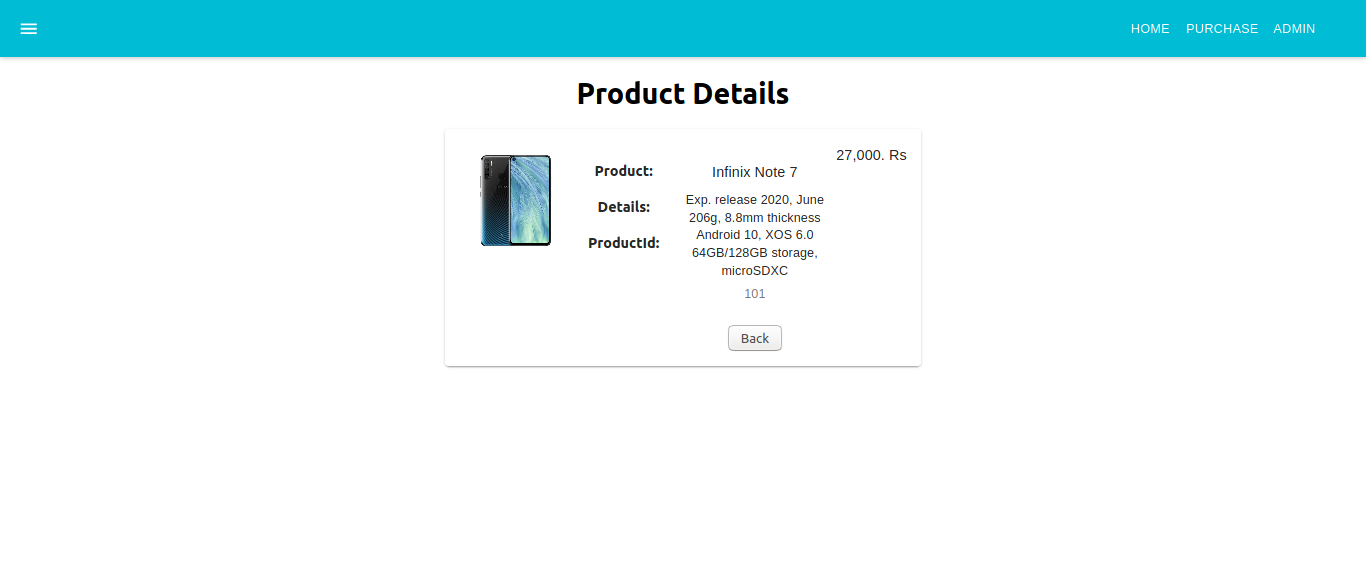 HOME PURCHASE ADMIN
Product Details
27,000. Rs
Product:
Infinix Note 7
Details:
Exp. release 2020, June
206g, 8.8mm thickness
Android 10, XOS 6.0
64GB/128GB storage,
microSDXC
ProductId:
101
Back